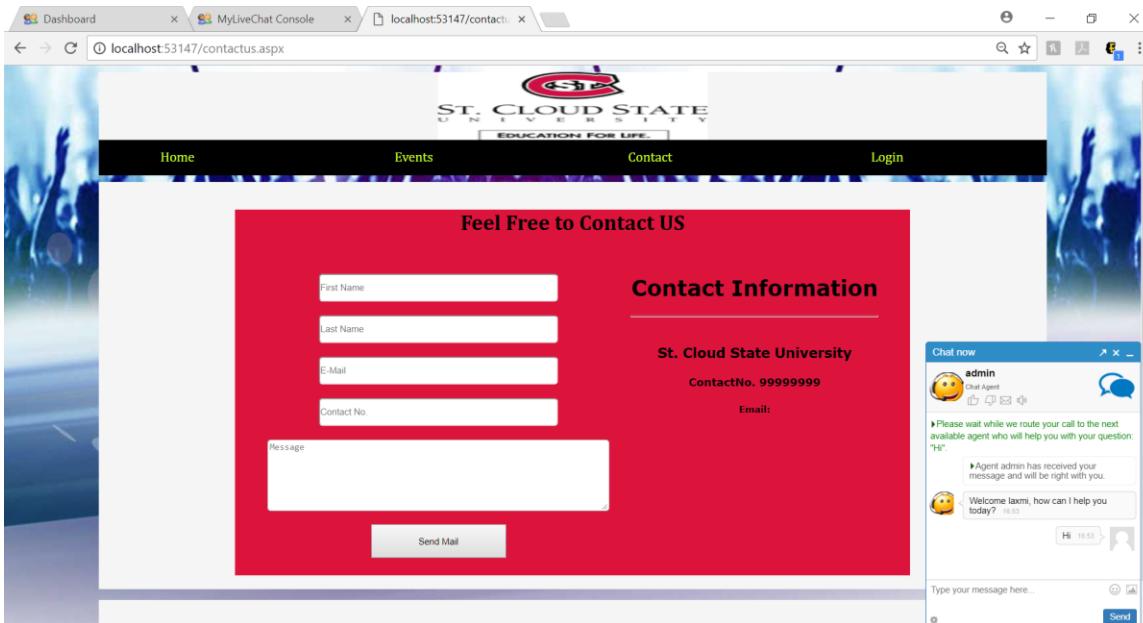 Dashboard
MyLiveChat Console
localhost:53147/contactu
localhost:53147/contactus.aspx
ST. CLOUD STATE
UNIVERSITY
EDUCATION FOR LIFE.
Home
Events
Contact
Login
Feel Free to Contact US
First Name
Last Name
E-Mail
Contact No.
Message
Send Mail
Contact Information
St. Cloud State University
ContactNo. 99999999
Email:
Chat now
admin
Chat Agent
Please wait while we route your call to the next
available agent who will help you with your question:
"Hi".
Agent admin has received your
message and will be right with you.
Welcome laxmi, how can I help you
today? 16:53
Hi 16:53
Type your message here...
Send